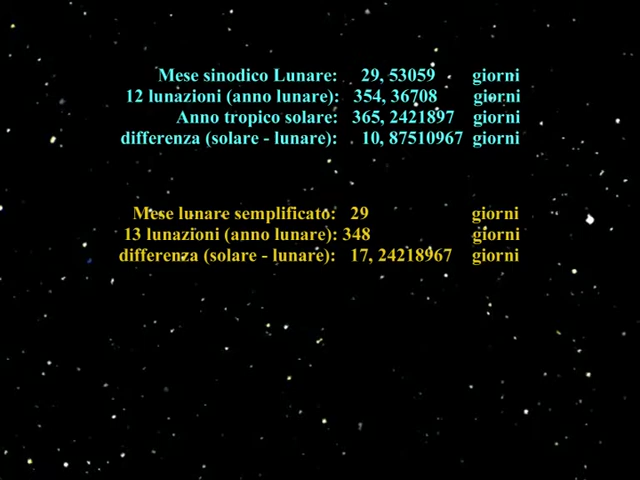 Mese sinodico Lunare: 29, 53059 giorni
12 lunazioni (anno lunare): 354, 36708 giorni
Anno tropico solare: 365, 2421897 giorni
differenza (solare - lunare): 10, 87510967 giorni
Mese lunare semplificato: 29 giorni
13 lunazioni (anno lunare): 348 giorni
differenza (solare - lunare): 17, 24218967 giorni